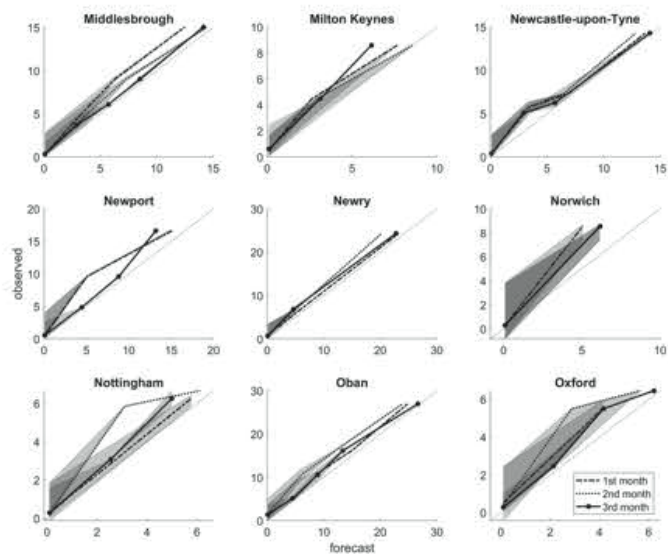 Middlesbrough
Milton Keynes
Newcastle-upon-Tyne
15
10
5
0
0 5 10 15
10
8
6
4
2
0
0 5 10
15
10
5
0
0 5 10 15
Newport
Newry
Norwich
observed
20
15
10
5
0
0 5 10 15 20
30
20
10
0
0 10 20 30
10
8
6
4
2
0
0 5 10
Nottingham
Oban
Oxford
6
4
2
0
0 2 4 6
30
20
10
0
0 10 20 30
forecast
6
4
2
0
0 2 4 6
1st month
2nd month
3rd month